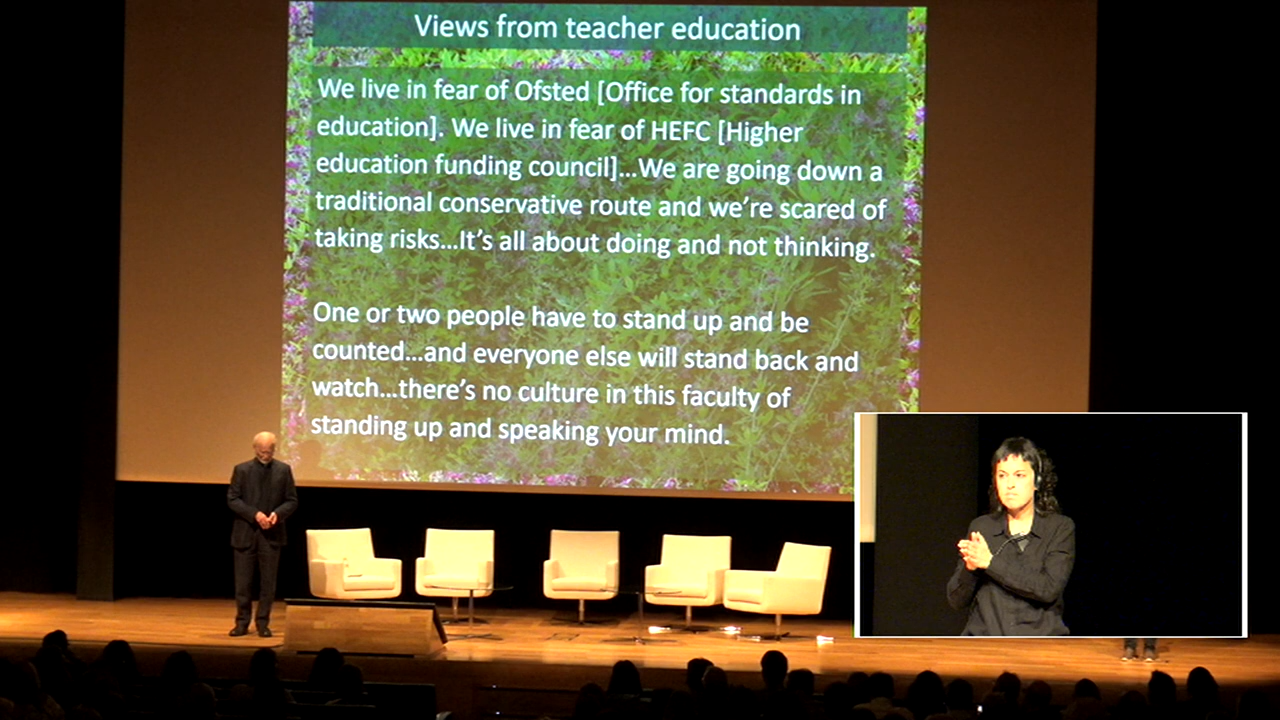 Views from teacher education
We live in fear of Ofsted [Office for standards in
education]. We live in fear of HEFC [Higher
education funding council]...We are going down a
traditional conservative route and we're scared of
taking risks...It's all about doing and not thinking.
One or two people have to stand up and be
counted...and everyone else will stand back and
watch...there's no culture in this faculty of
standing up and speaking your mind.